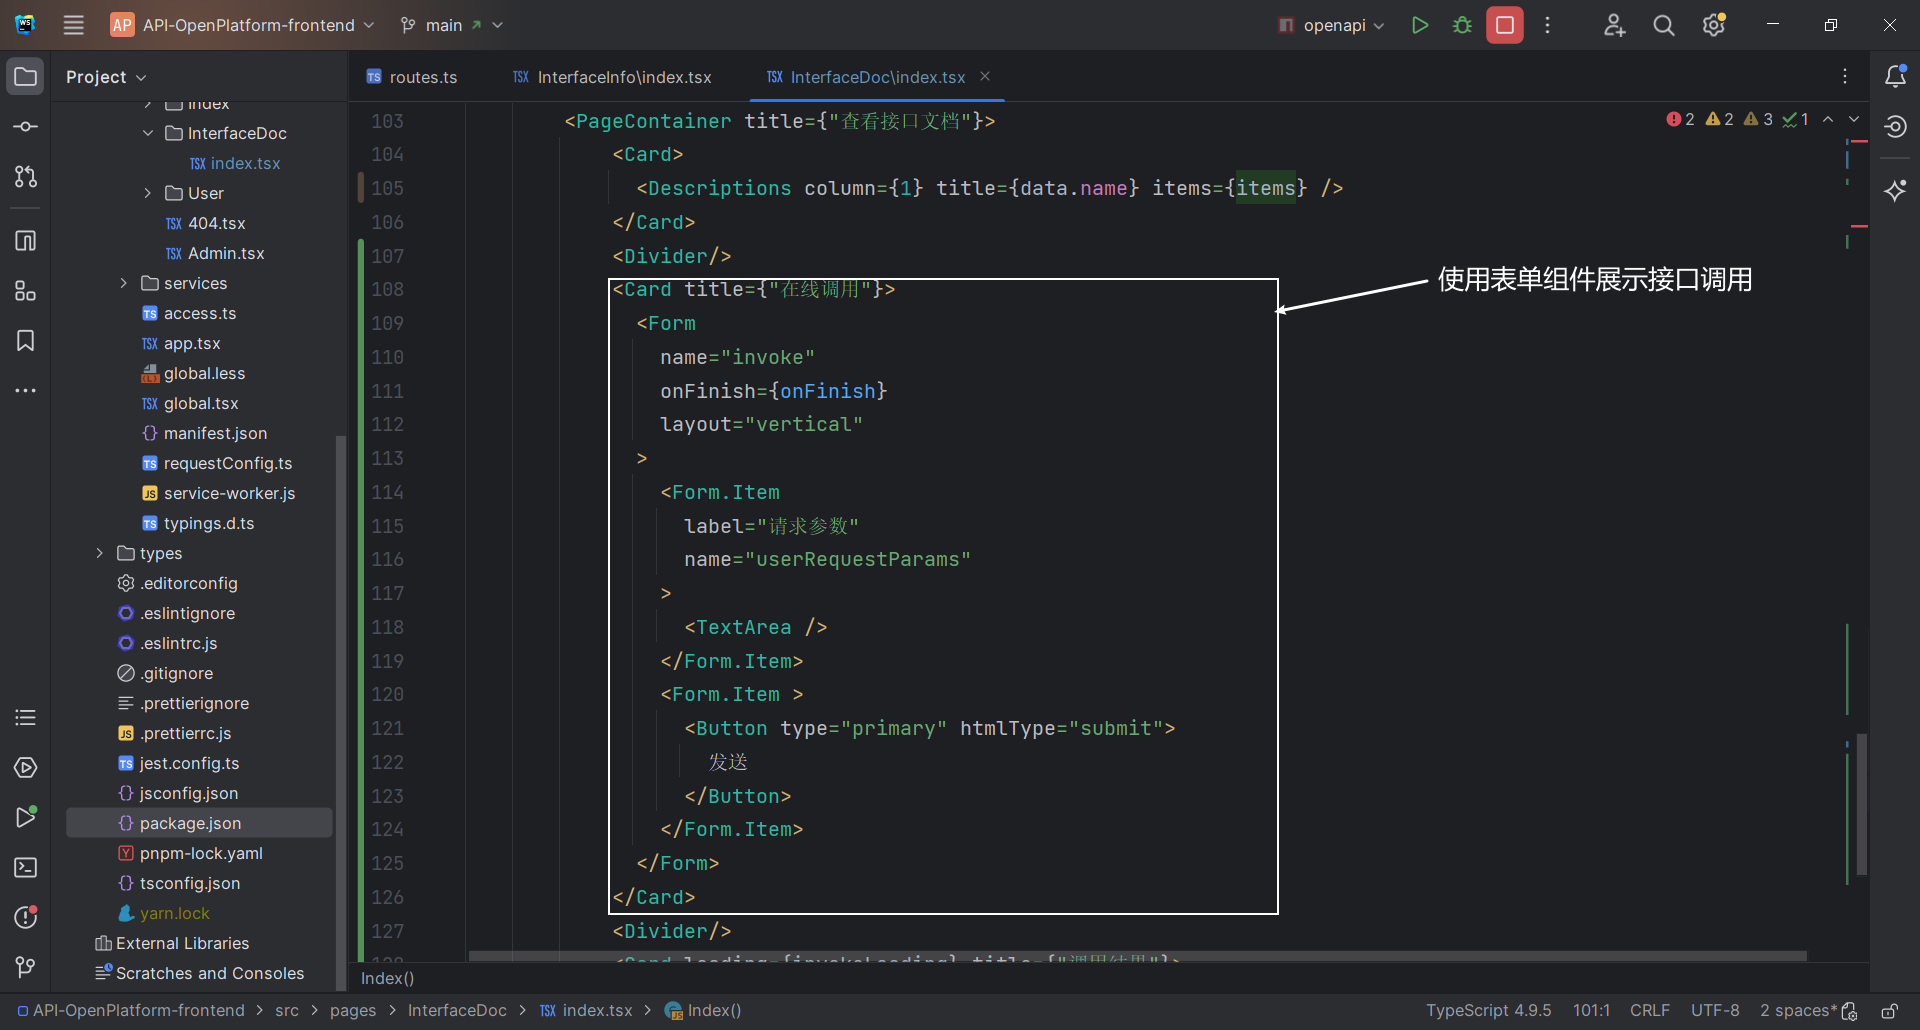 WS
AP API-OpenPlatform-frontend main openapi
Project
routes.ts InterfaceInfo\index.tsx InterfaceDoc\index.tsx
index
InterfaceDoc
index.tsx
User
404.tsx
Admin.tsx
services
access.ts
app.tsx
global.less
global.tsx
manifest.json
requestConfig.ts
service-worker.js
typings.d.ts
types
.editorconfig
.eslintignore
.eslintrc.js
.gitignore
.prettierignore
.prettierrc.js
jest.config.ts
jsconfig.json
package.json
pnpm-lock.yaml
tsconfig.json
yarn.lock
External Libraries
Scratches and Consoles
2 2 3 1
103 <PageContainer title={"查看接口文档"}>
104 <Card>
105 <Descriptions column={1} title={data.name} items={items} />
106 </Card>
107 <Divider/>
108 <Card title={"在线调用"}>
109 <Form
110 name="invoke"
111 onFinish={onFinish}
112 layout="vertical"
113 >
114 <Form.Item
115 label="请求参数"
116 name="userRequestParams"
117 >
118 <TextArea />
119 </Form.Item>
120 <Form.Item >
121 <Button type="primary" htmlType="submit">
122 发送
123 </Button>
124 </Form.Item>
125 </Form>
126 </Card>
127 <Divider/>
128 <Card loading={invokeLoading} title={"调用结果"}>
使用表单组件展示接口调用
Index()
API-OpenPlatform-frontend > src > pages > InterfaceDoc > TSX index.tsx > Index()
TypeScript 4.9.5 101:1 CRLF UTF-8 2 spaces*